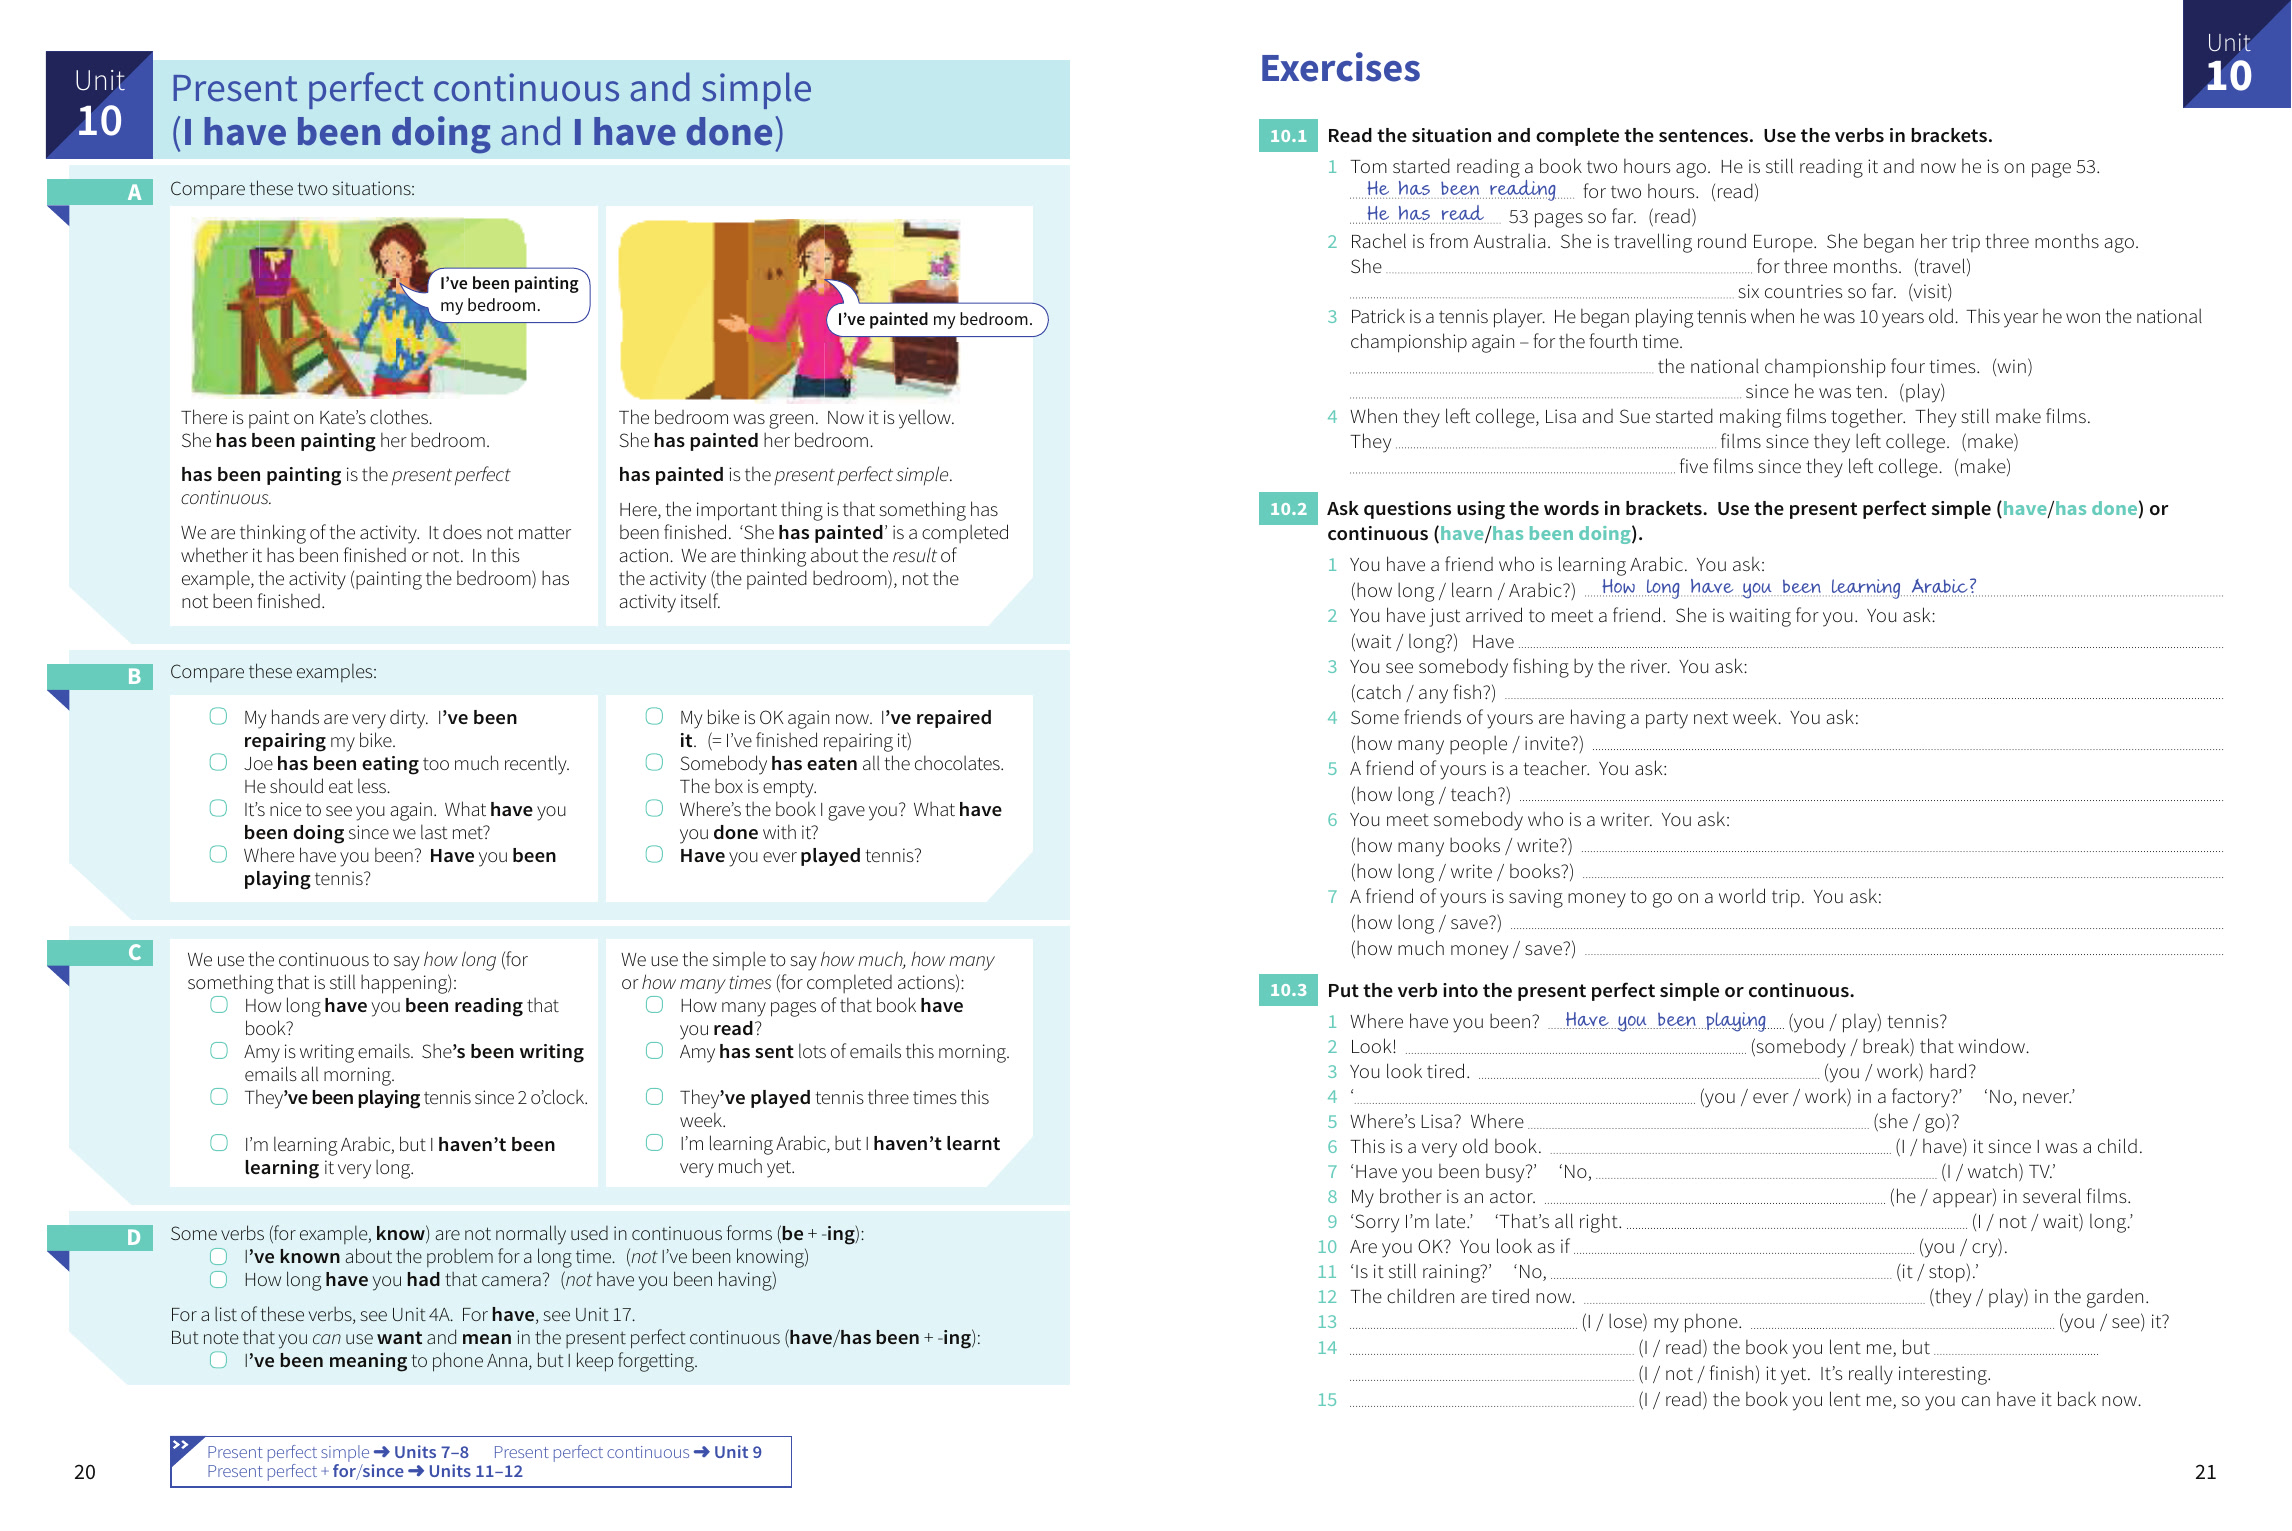 Unit
10
Present perfect continuous and simple
(I have been doing and I have done)
A
Compare these two situations:
I've been painting
my bedroom.
There is paint on Kate's clothes.
She has been painting her bedroom.
has been painting is the present perfect
continuous.
We are thinking of the activity. It does not matter
whether it has been finished or not. In this
example, the activity (painting the bedroom) has
not been finished.
I've painted my bedroom.
The bedroom was green. Now it is yellow.
She has painted her bedroom.
has painted is the present perfect simple.
Here, the important thing is that something has
been finished. ‘She has painted’ is a completed
action. We are thinking about the result of
the activity (the painted bedroom), not the
activity itself.
B
Compare these examples:
My hands are very dirty. I’ve been
repairing my bike.
Joe has been eating too much recently.
He should eat less.
It’s nice to see you again. What have you
been doing since we last met?
Where have you been? Have you been
playing tennis?
My bike is OK again now. I’ve repaired
it. (= I’ve finished repairing it)
Somebody has eaten all the chocolates.
The box is empty.
Where’s the book I gave you? What have
you done with it?
Have you ever played tennis?
C
We use the continuous to say how long (for
something that is still happening):
How long have you been reading that
book?
Amy is writing emails. She’s been writing
emails all morning.
They’ve been playing tennis since 2 o’clock.
I’m learning Arabic, but I haven’t been
learning it very long.
We use the simple to say how much, how many
or how many times (for completed actions):
How many pages of that book have
you read?
Amy has sent lots of emails this morning.
They’ve played tennis three times this
week.
I’m learning Arabic, but I haven’t learnt
very much yet.
D
Some verbs (for example, know) are not normally used in continuous forms (be + -ing):
I’ve known about the problem for a long time. (not I’ve been knowing)
How long have you had that camera? (not have you been having)
For a list of these verbs, see Unit 4A. For have, see Unit 17.
But note that you can use want and mean in the present perfect continuous (have/has been + -ing):
I’ve been meaning to phone Anna, but I keep forgetting.
20
>>
Present perfect simple ➜ Units 7–8 Present perfect continuous ➜ Unit 9
Present perfect + for/since ➜ Units 11–12
Unit
10
Exercises
10.1 Read the situation and complete the sentences. Use the verbs in brackets.
1 Tom started reading a book two hours ago. He is still reading it and now he is on page 53.
He has been reading for two hours. (read)
He has read 53 pages so far. (read)
2 Rachel is from Australia. She is travelling round Europe. She began her trip three months ago.
She for three months. (travel)
six countries so far. (visit)
3 Patrick is a tennis player. He began playing tennis when he was 10 years old. This year he won the national
championship again – for the fourth time.
the national championship four times. (win)
since he was ten. (play)
4 When they left college, Lisa and Sue started making films together. They still make films.
They films since they left college. (make)
five films since they left college. (make)
10.2 Ask questions using the words in brackets. Use the present perfect simple (have/has done) or
continuous (have/has been doing).
1 You have a friend who is learning Arabic. You ask:
(how long / learn / Arabic?) How long have you been learning Arabic?
2 You have just arrived to meet a friend. She is waiting for you. You ask:
(wait / long?) Have
3 You see somebody fishing by the river. You ask:
(catch / any fish?)
4 Some friends of yours are having a party next week. You ask:
(how many people / invite?)
5 A friend of yours is a teacher. You ask:
(how long / teach?)
6 You meet somebody who is a writer. You ask:
(how many books / write?)
(how long / write / books?)
7 A friend of yours is saving money to go on a world trip. You ask:
(how long / save?)
(how much money / save?)
10.3 Put the verb into the present perfect simple or continuous.
1 Where have you been? Have you been playing (you / play) tennis?
2 Look! (somebody / break) that window.
3 You look tired. (you / work) hard?
4 ‘ (you / ever / work) in a factory?’ ‘No, never.’
5 Where’s Lisa? Where (she / go)?
6 This is a very old book. (I / have) it since I was a child.
7 ‘Have you been busy?’ ‘No, (I / watch) TV.’
8 My brother is an actor. (he / appear) in several films.
9 ‘Sorry I’m late.’ ‘That’s all right. (I / not / wait) long.’
10 Are you OK? You look as if (you / cry).
11 ‘Is it still raining?’ ‘No, (it / stop).’
12 The children are tired now. (they / play) in the garden.
13 (I / lose) my phone. (you / see) it?
14 (I / read) the book you lent me, but
(I / not / finish) it yet. It’s really interesting.
15 (I / read) the book you lent me, so you can have it back now.
21